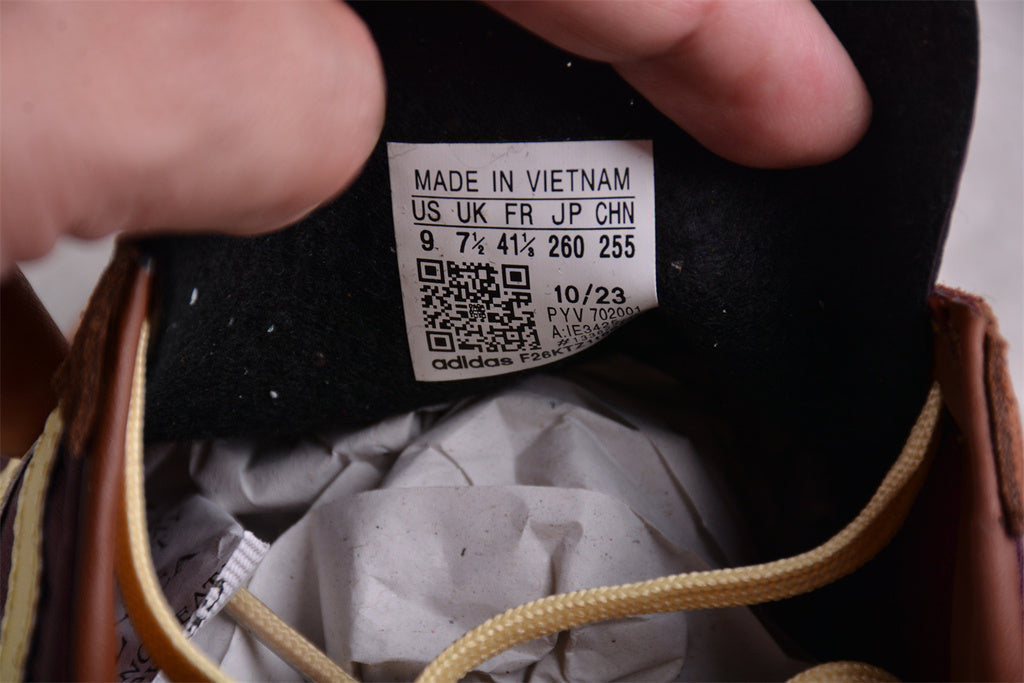 MADE IN VIETNAM
US UK FR JP CHN
9 7½ 41⅓ 260 255
10/23
PYV 702001
adidas